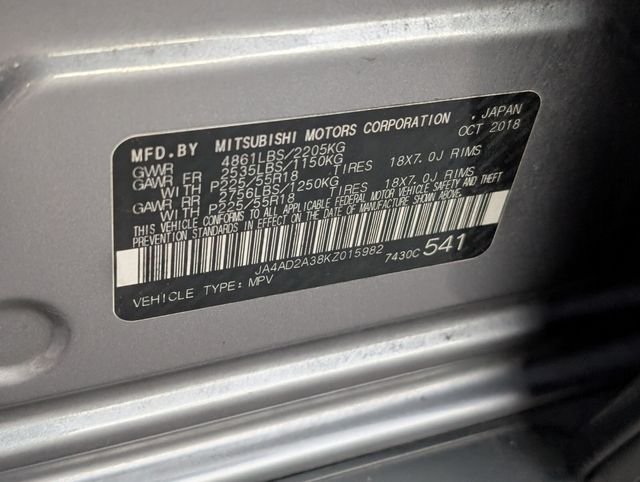 MFD.BY MITSUBISHI MOTORS CORPORATION . JAPAN
GVWR 4861LBS/2205KG OCT 2018
GAWR FR 2535LBS/1150KG
WITH P225/55R18 TIRES 18X7.0J RIMS
GAWR RR 2756LBS/1250KG
WITH P225/55R18 TIRES 18X7.0J RIMS
THIS VEHICLE CONFORMS TO ALL APPLICABLE FEDERAL MOTOR VEHICLE SAFETY AND THEFT
PREVENTION STANDARDS IN EFFECT ON THE DATE OF MANUFACTURE SHOWN ABOVE.
JA4AD2A38KZ015982 7430C 541
VEHICLE TYPE: MPV